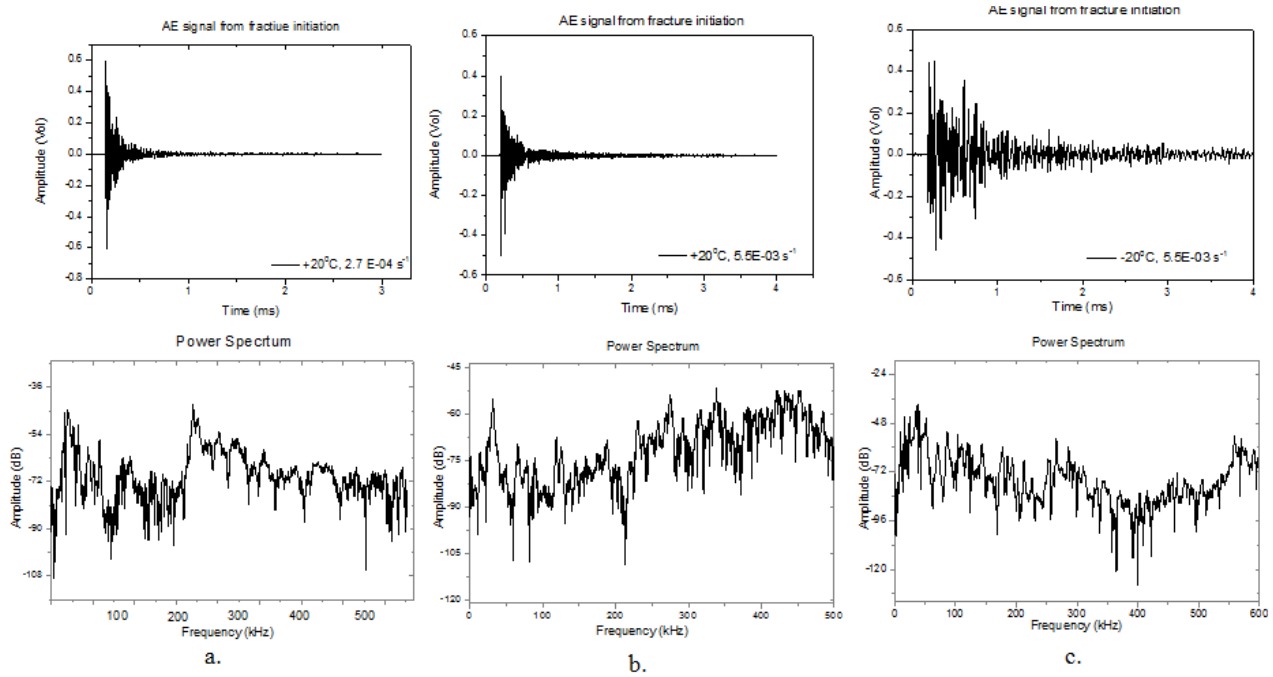 AE signal from fractiue initiation
0.6
0.4
0.2
0.0
-0.2
-0.4
-0.6
-0.8
Amplitude (Vol)
+20⁰C, 2.7 E-04 s⁻¹
0 1 2 3
Time (ms)
AE signal from fracture initiation
0.6
0.4
0.2
0.0
-0.2
-0.4
-0.6
Amplitude (Vol)
+20⁰C, 5.5E-03 s⁻¹
0 1 2 3 4
Time (ms)
AE signal from fracture initiation
0.6
0.4
0.2
0.0
-0.2
-0.4
-0.6
Amplitude (Vol)
-20⁰C, 5.5E-03 s⁻¹
0 1 2 3 4
Time (ms)
Power Specrtum
-36
-54
-72
-90
-108
Amplitude (dB)
100 200 300 400 500
Frequency (kHz)
a.
Power Spectrum
-45
-60
-75
-90
-105
-120
Amplitude (dB)
0 100 200 300 400 500
Frequency (kHz)
b.
Power Spectrum
-24
-48
-72
-96
-120
Amplitude (dB)
0 100 200 300 400 500 600
Frequency (kHz)
c.